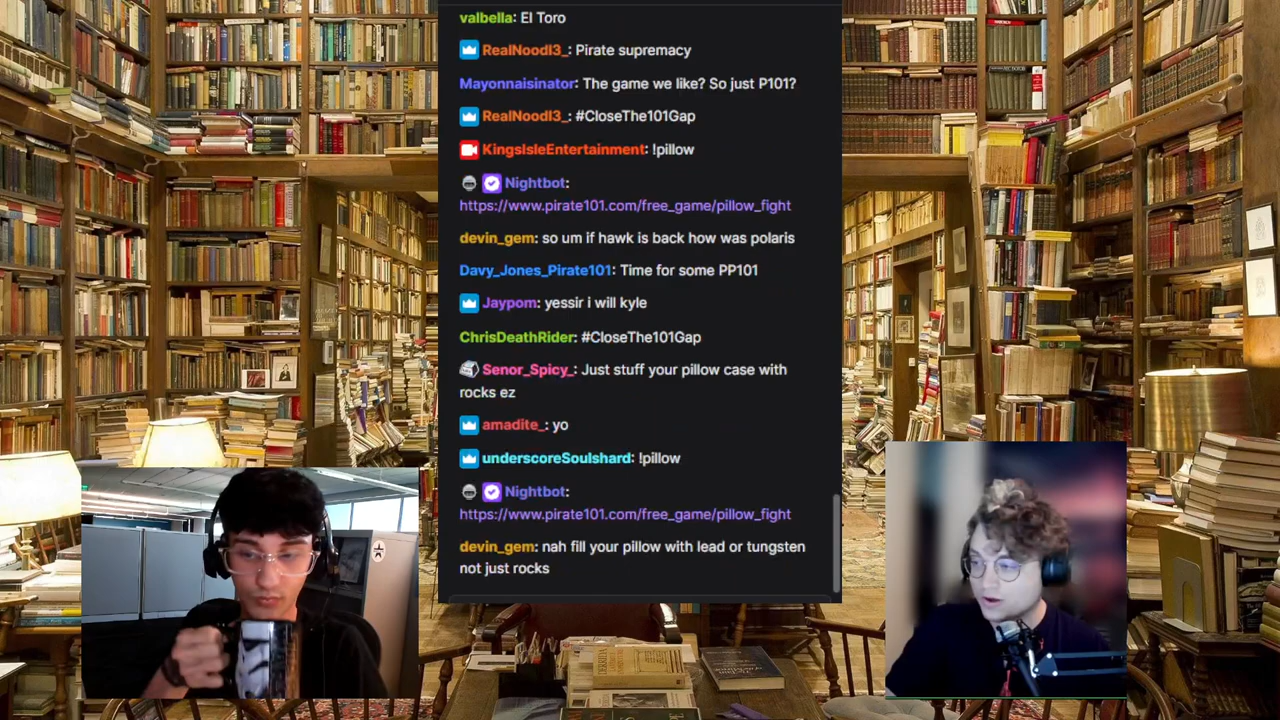 valbella: El Toro
RealNoodl3_: Pirate supremacy
Mayonnaisinator: The game we like? So just P101?
RealNoodl3_: #CloseThe101Gap
KingsIsleEntertainment: !pillow
Nightbot:
https://www.pirate101.com/free_game/pillow_fight
devin_gem: so um if hawk is back how was polaris
Davy_Jones_Pirate101: Time for some PP101
Jaypom: yessir i will kyle
ChrisDeathRider: #CloseThe101Gap
Senor_Spicy_: Just stuff your pillow case with
rocks ez
amadite_: yo
underscoreSoulshard: !pillow
Nightbot:
https://www.pirate101.com/free_game/pillow_fight
devin_gem: nah fill your pillow with lead or tungsten
not just rocks